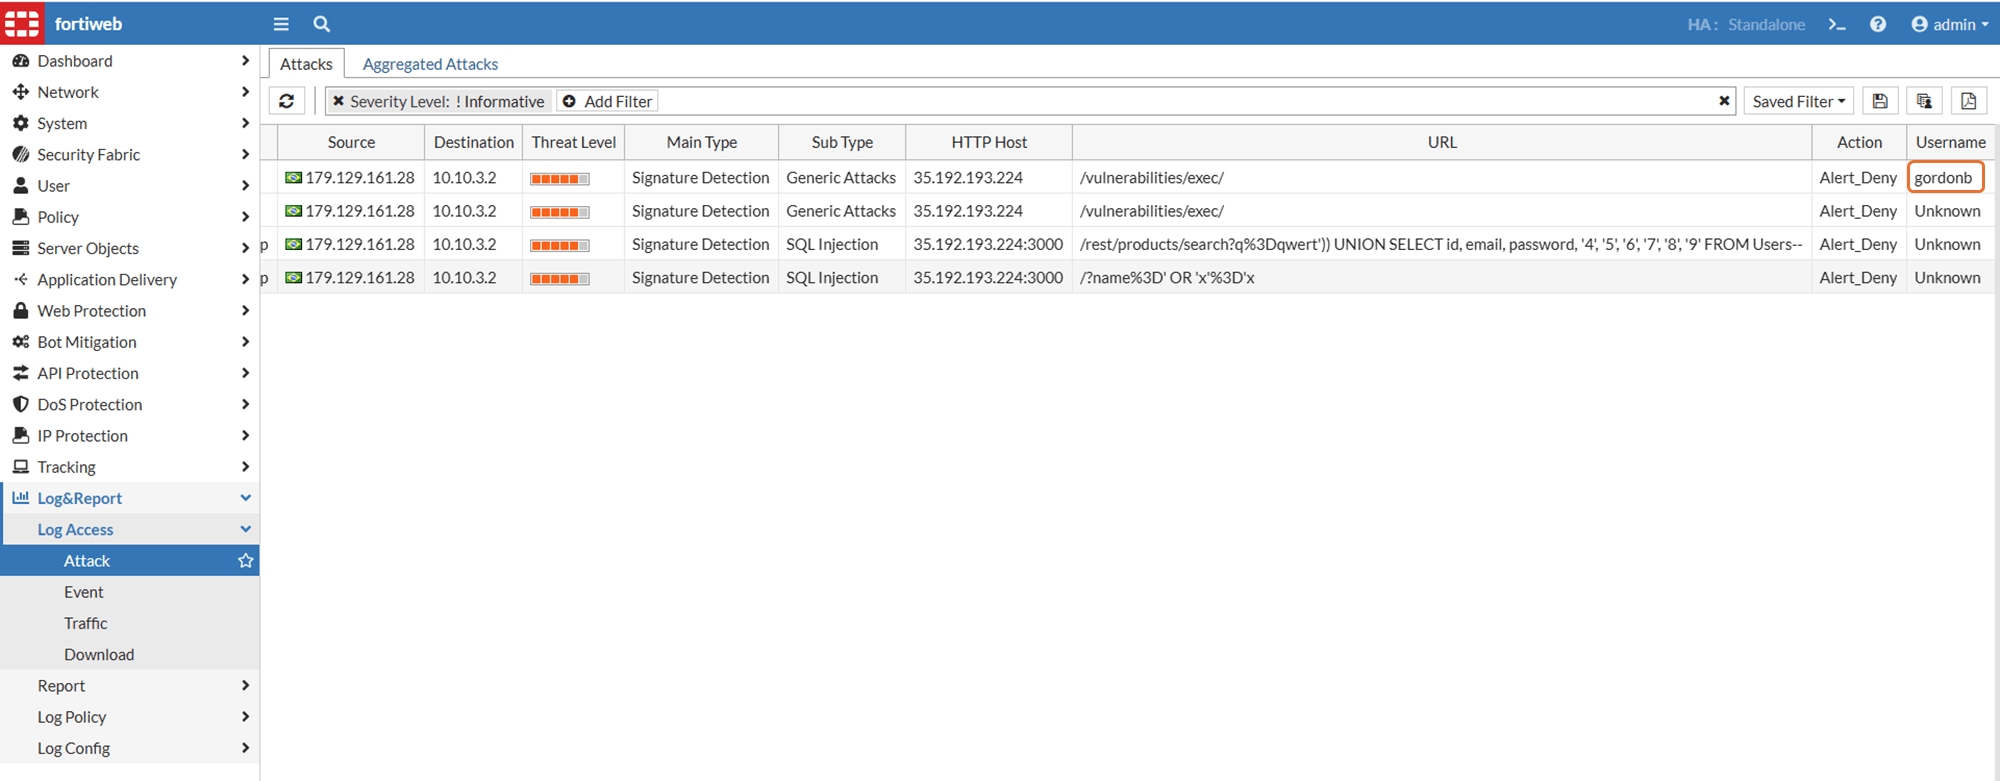 fortiweb
HA: Standalone
admin
Dashboard
Network
System
Security Fabric
User
Policy
Server Objects
Application Delivery
Web Protection
Bot Mitigation
API Protection
DoS Protection
IP Protection
Tracking
Log&Report
Log Access
Attack
Event
Traffic
Download
Report
Log Policy
Log Config
Attacks Aggregated Attacks
Severity Level: ! Informative Add Filter Saved Filter
Source Destination Threat Level Main Type Sub Type HTTP Host URL Action Username
179.129.161.28 10.10.3.2 Signature Detection Generic Attacks 35.192.193.224 /vulnerabilities/exec/ Alert_Deny gordonb
179.129.161.28 10.10.3.2 Signature Detection Generic Attacks 35.192.193.224 /vulnerabilities/exec/ Alert_Deny Unknown
p 179.129.161.28 10.10.3.2 Signature Detection SQL Injection 35.192.193.224:3000 /rest/products/search?q%3Dqwert')) UNION SELECT id, email, password, '4', '5', '6', '7', '8', '9' FROM Users-- Alert_Deny Unknown
p 179.129.161.28 10.10.3.2 Signature Detection SQL Injection 35.192.193.224:3000 /?name%3D' OR 'x'%3D'x Alert_Deny Unknown